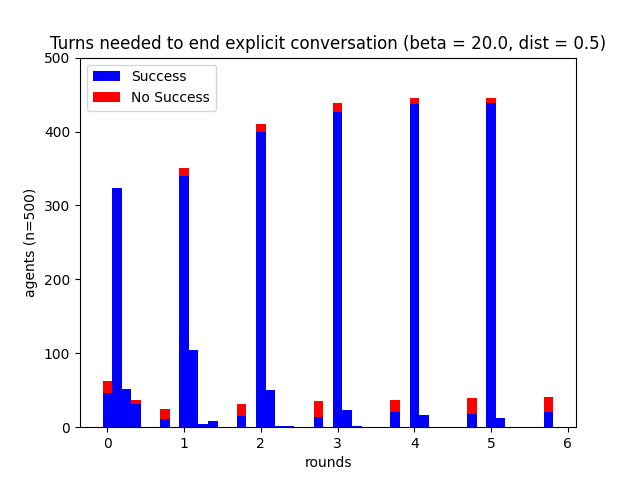 Turns needed to end explicit conversation (beta = 20.0, dist = 0.5)
500
400
300
200
100
0
agents (n=500)
Success
No Success
0 1 2 3 4 5 6
rounds